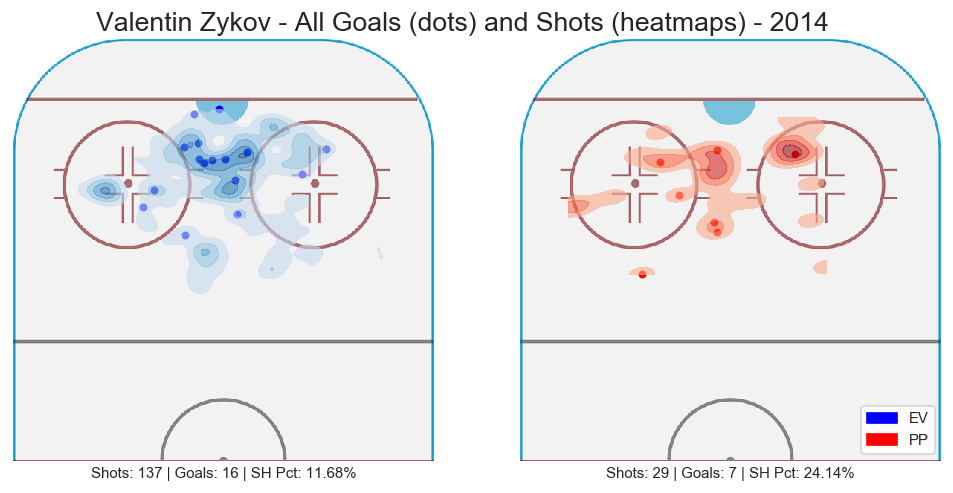 Valentin Zykov - All Goals (dots) and Shots (heatmaps) - 2014
EV
PP
Shots: 137 | Goals: 16 | SH Pct: 11.68%
Shots: 29 | Goals: 7 | SH Pct: 24.14%